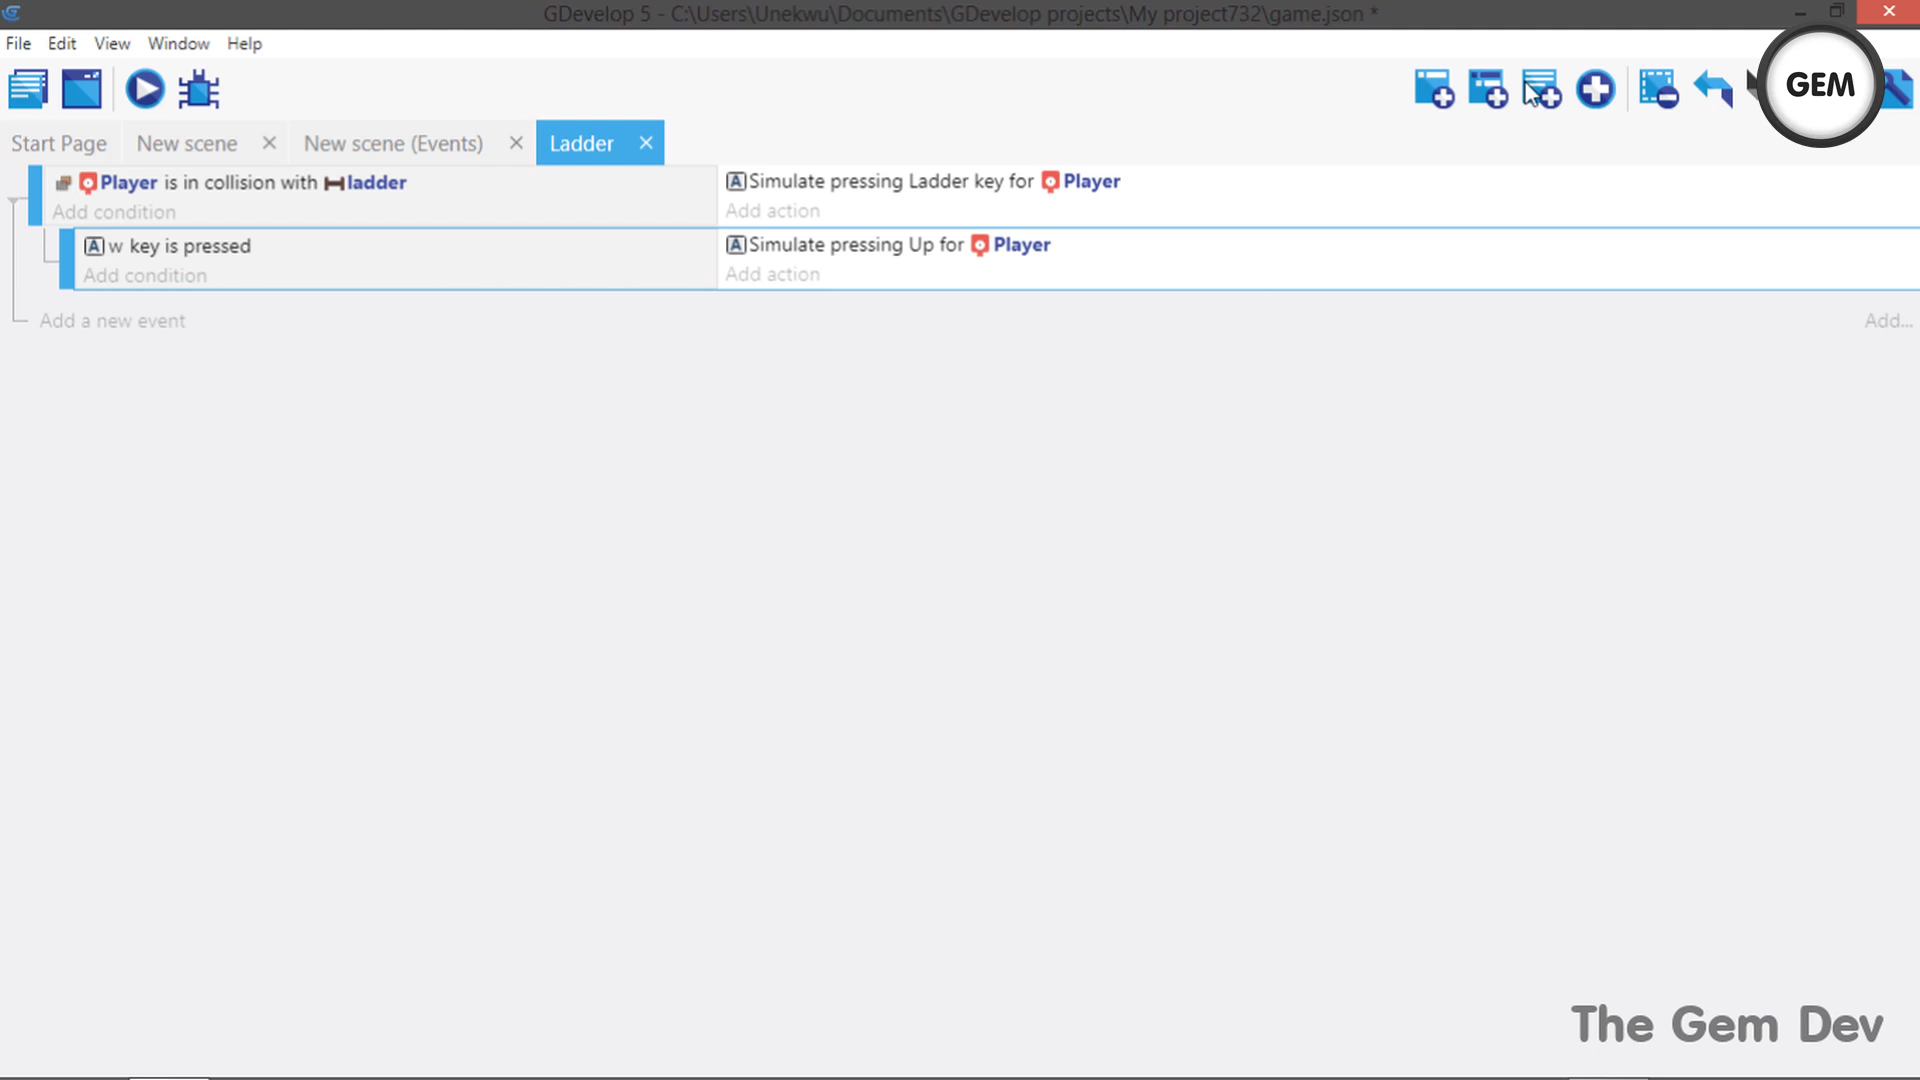 GDevelop 5 - C:\Users\Unekwu\Documents\GDevelop projects\My project732\game.json *
File Edit View Window Help
GEM
Start Page New scene New scene (Events) Ladder
Player is in collision with ladder
Add condition
Simulate pressing Ladder key for Player
Add action
w key is pressed
Add condition
Simulate pressing Up for Player
Add action
Add a new event
Add...
The Gem Dev